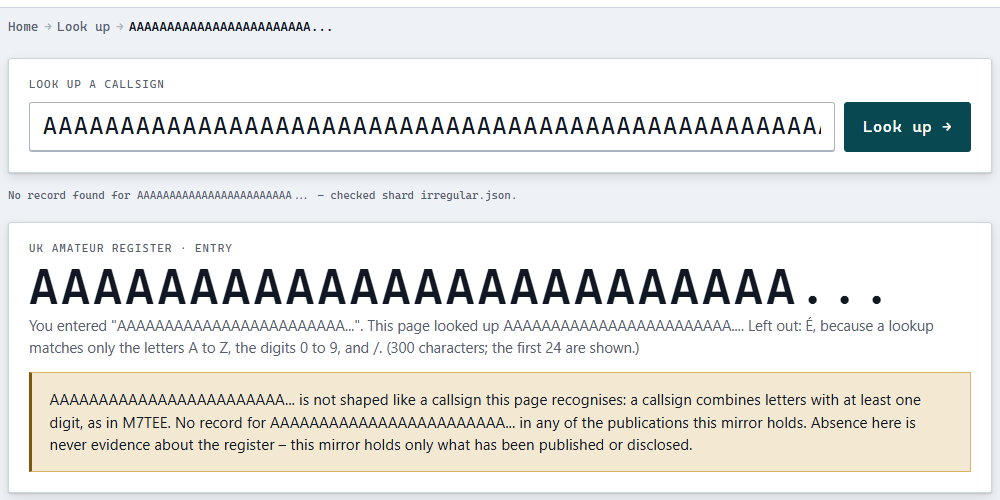 Home → Look up → AAAAAAAAAAAAAAAAAAAAAAAA...
LOOK UP A CALLSIGN
AAAAAAAAAAAAAAAAAAAAAAAAAAAAAAAAAAAAAAAAAAAAAAAAAAA
Look up →
No record found for AAAAAAAAAAAAAAAAAAAAAAAA... — checked shard irregular.json.
UK AMATEUR REGISTER · ENTRY
AAAAAAAAAAAAAAAAAAAAAAAA...
You entered "AAAAAAAAAAAAAAAAAAAAAAAA...". This page looked up AAAAAAAAAAAAAAAAAAAAAAAA.... Left out: É, because a lookup
matches only the letters A to Z, the digits 0 to 9, and /. (300 characters; the first 24 are shown.)
AAAAAAAAAAAAAAAAAAAAAAAA... is not shaped like a callsign this page recognises: a callsign combines letters with at least one
digit, as in M7TEE. No record for AAAAAAAAAAAAAAAAAAAAAAAA... in any of the publications this mirror holds. Absence here is
never evidence about the register – this mirror holds only what has been published or disclosed.